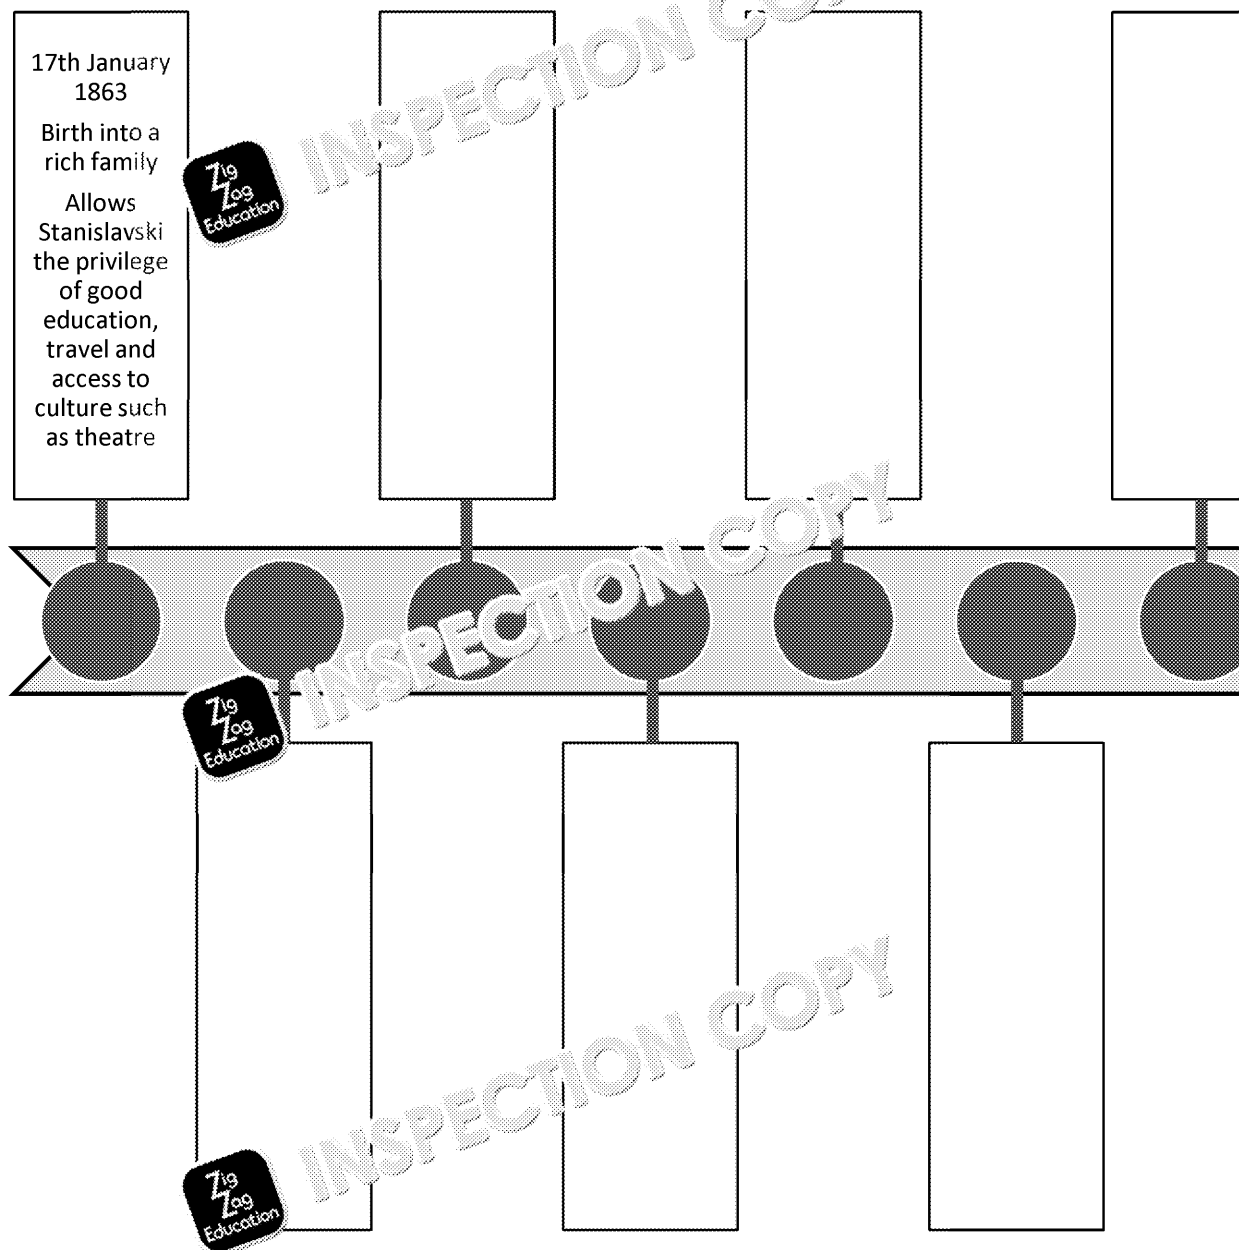 INSPECTION COPY
17th January
1863
Birth into a
rich family
Allows
Stanislavski
the privilege
of good
education,
travel and
access to
culture such
as theatre
Zig
Zag
Education
INSPECTION COPY
Zig
Zag
Education
INSPECTION COPY
Zig
Zag
Education